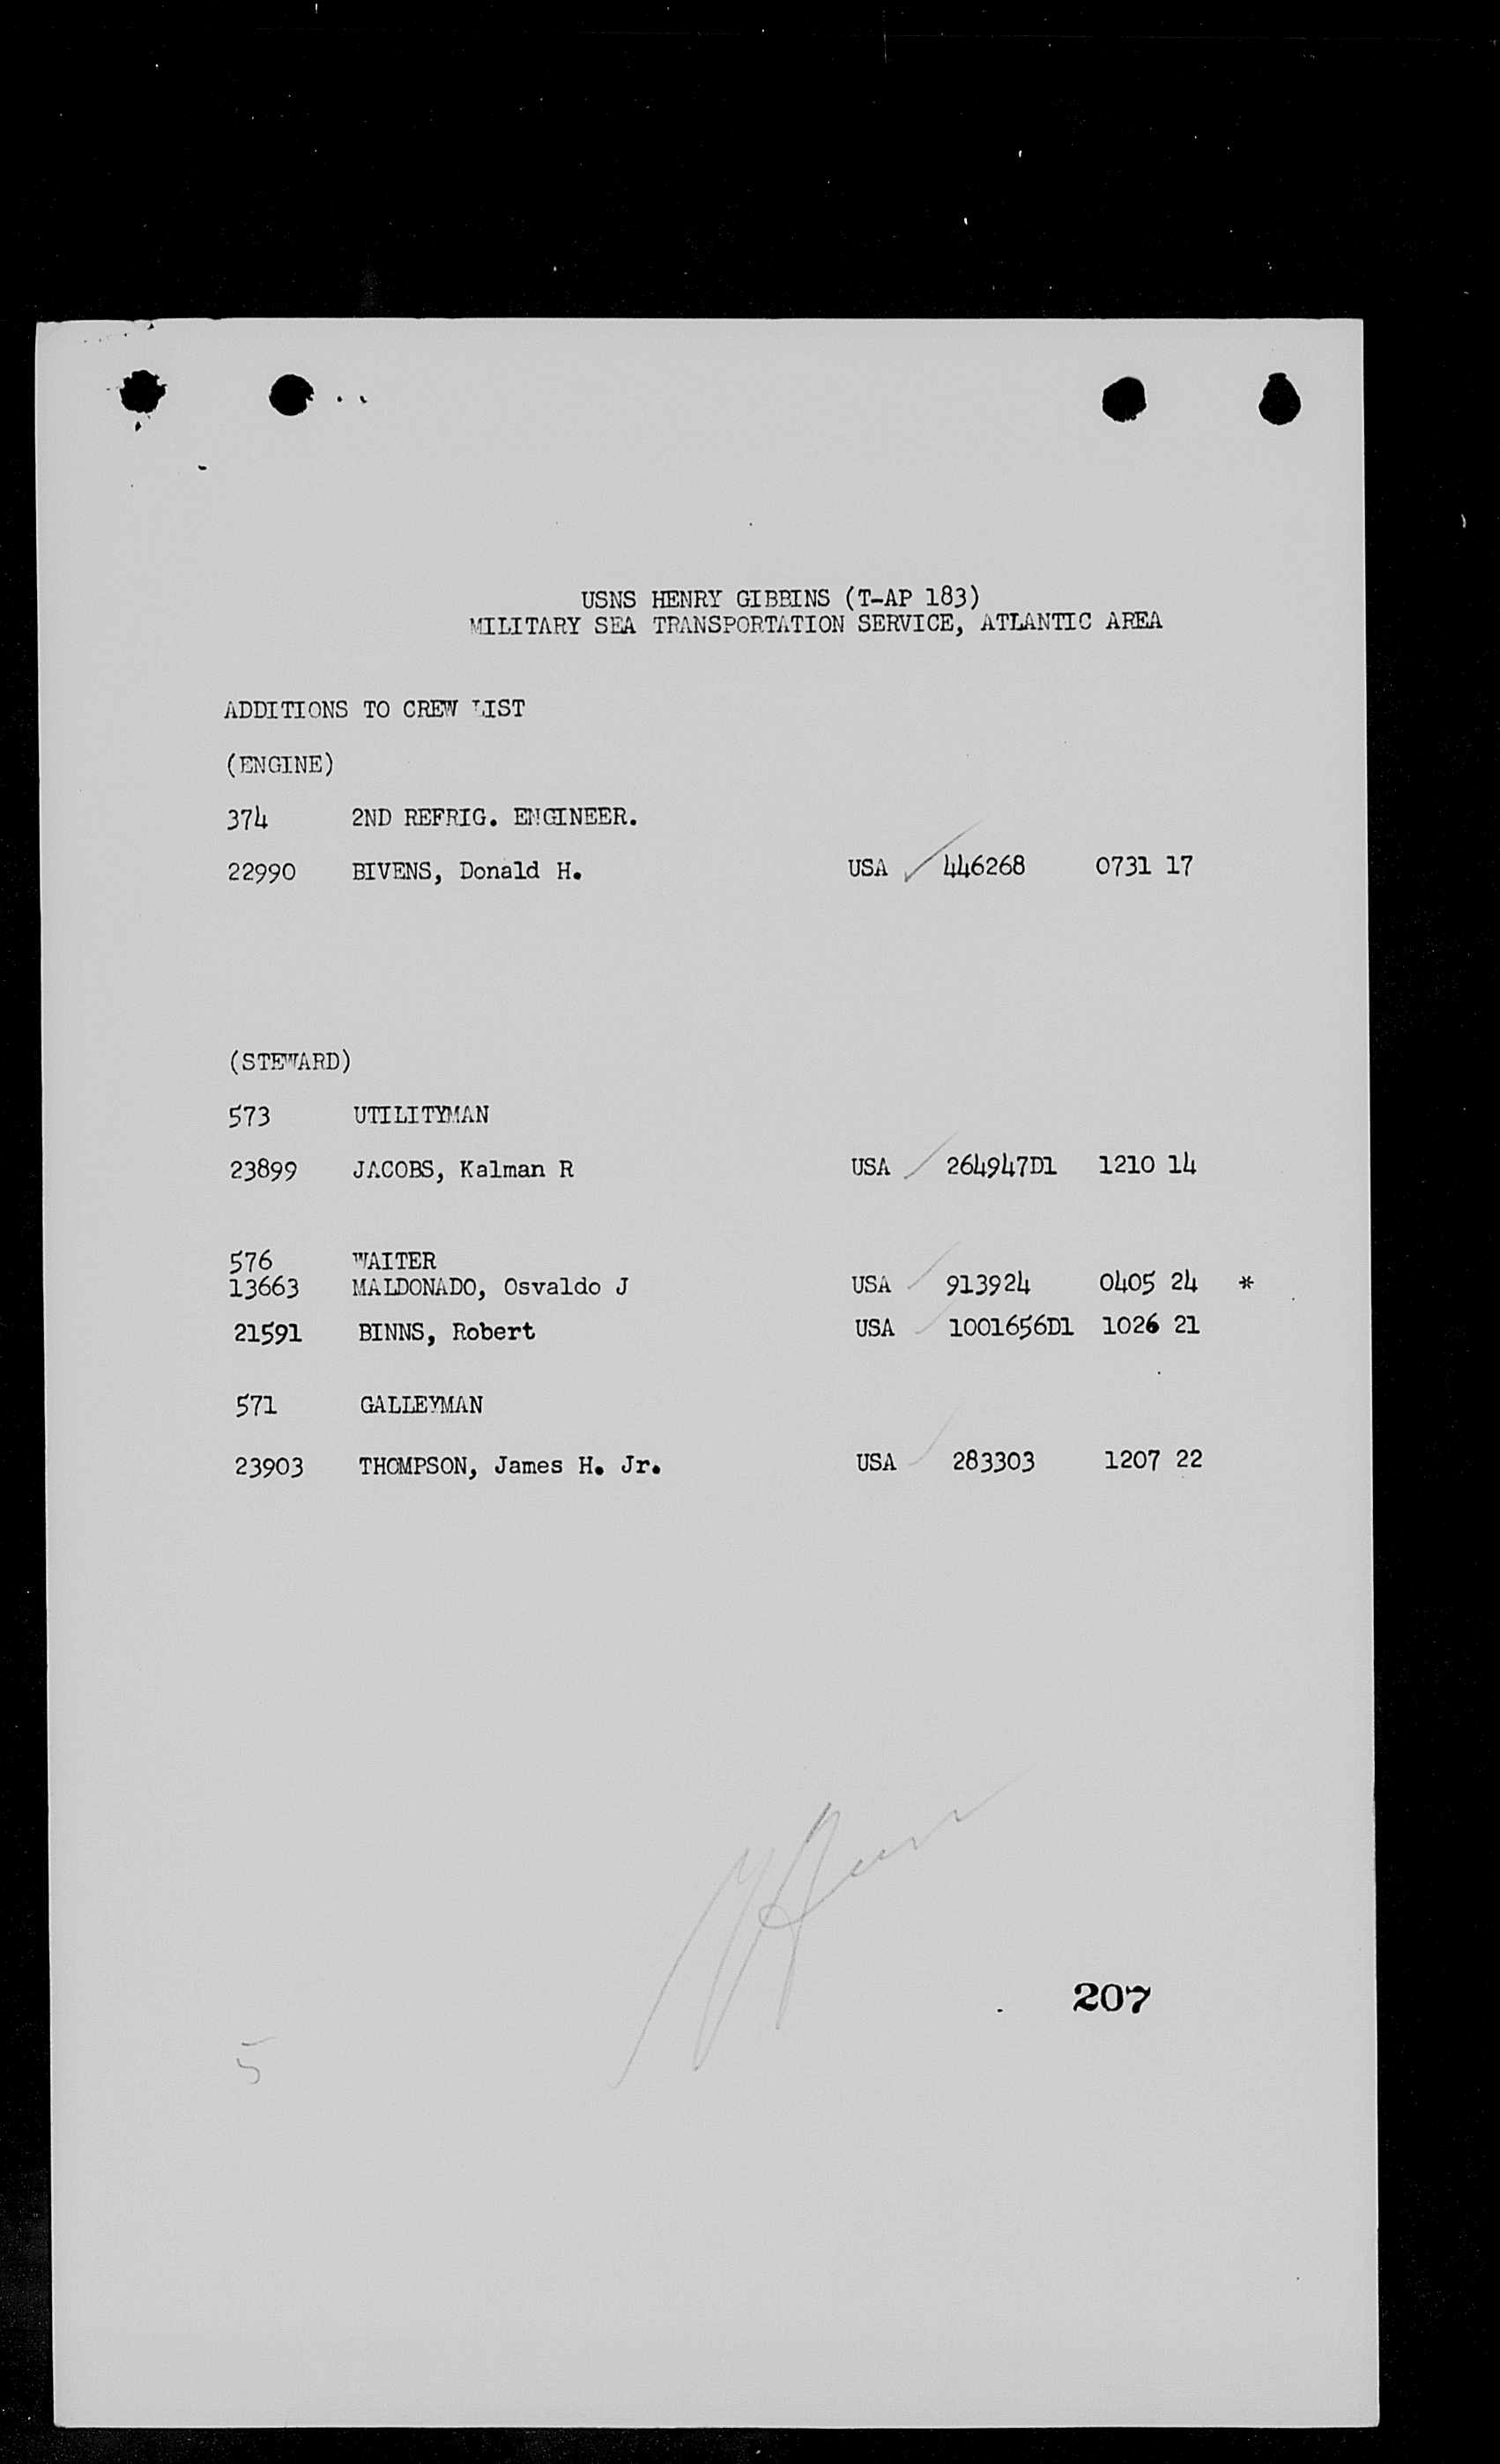 USNS HENRY GIBBINS (T-AP 183)
MILITARY SEA TRANSPORTATION SERVICE, ATLANTIC AREA
ADDITIONS TO CREW LIST
(ENGINE)
374 2ND REFRIG. ENGINEER.
22990 BIVENS, Donald H. USA 446268 0731 17
(STEWARD)
573 UTILITYMAN
23899 JACOBS, Kalman R USA 264947D1 1210 14
576 WAITER
13663 MALDONADO, Osvaldo J USA 913924 0405 24 *
21591 BINNS, Robert USA 1001656D1 1026 21
571 GALLEYMAN
23903 THOMPSON, James H. Jr. USA 283303 1207 22
207
5